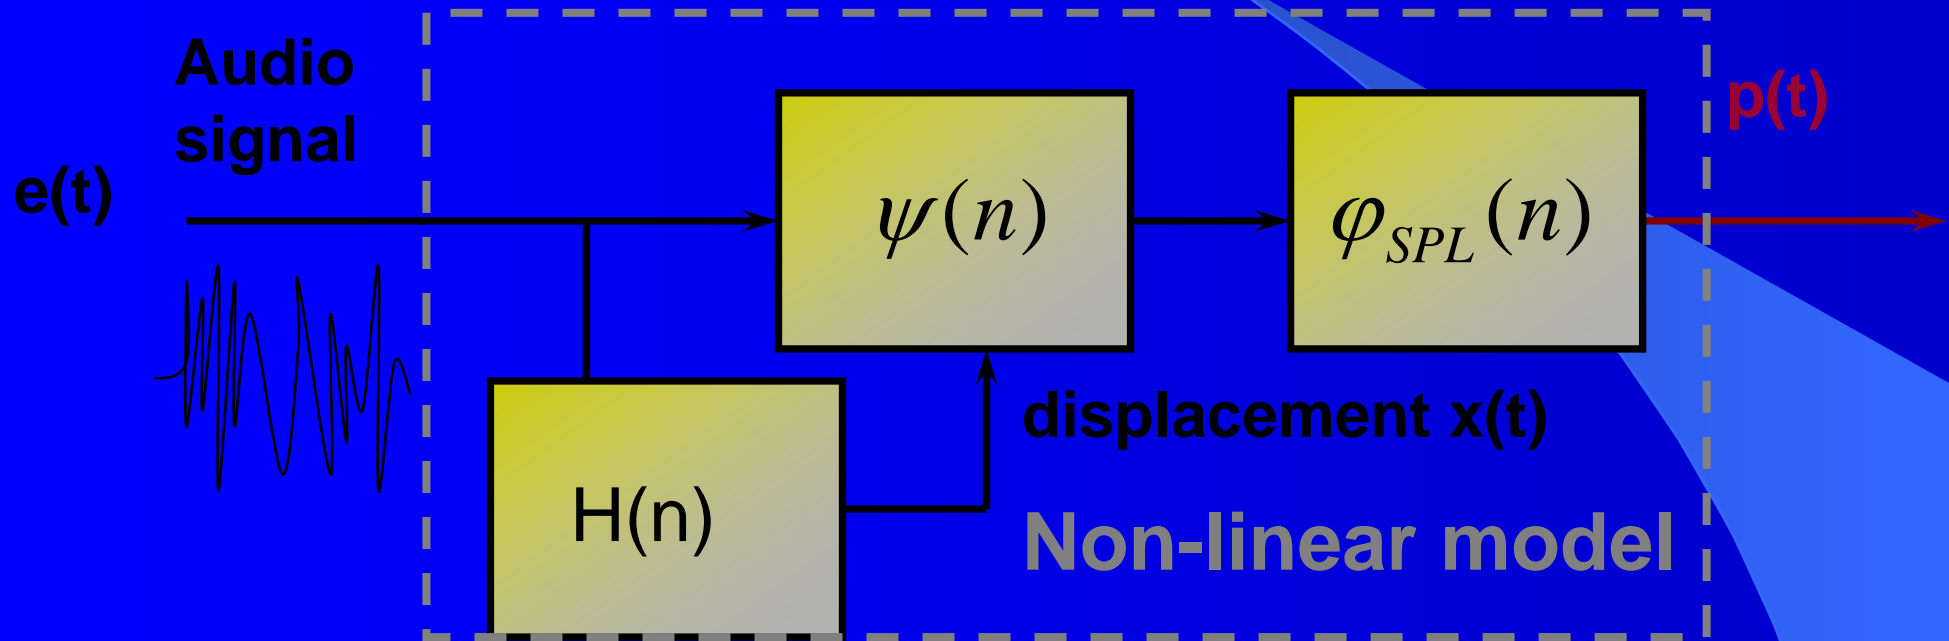 Audio
signal
e(t)
ψ(n)
φSPL(n)
p(t)
displacement x(t)
H(n)
Non-linear model